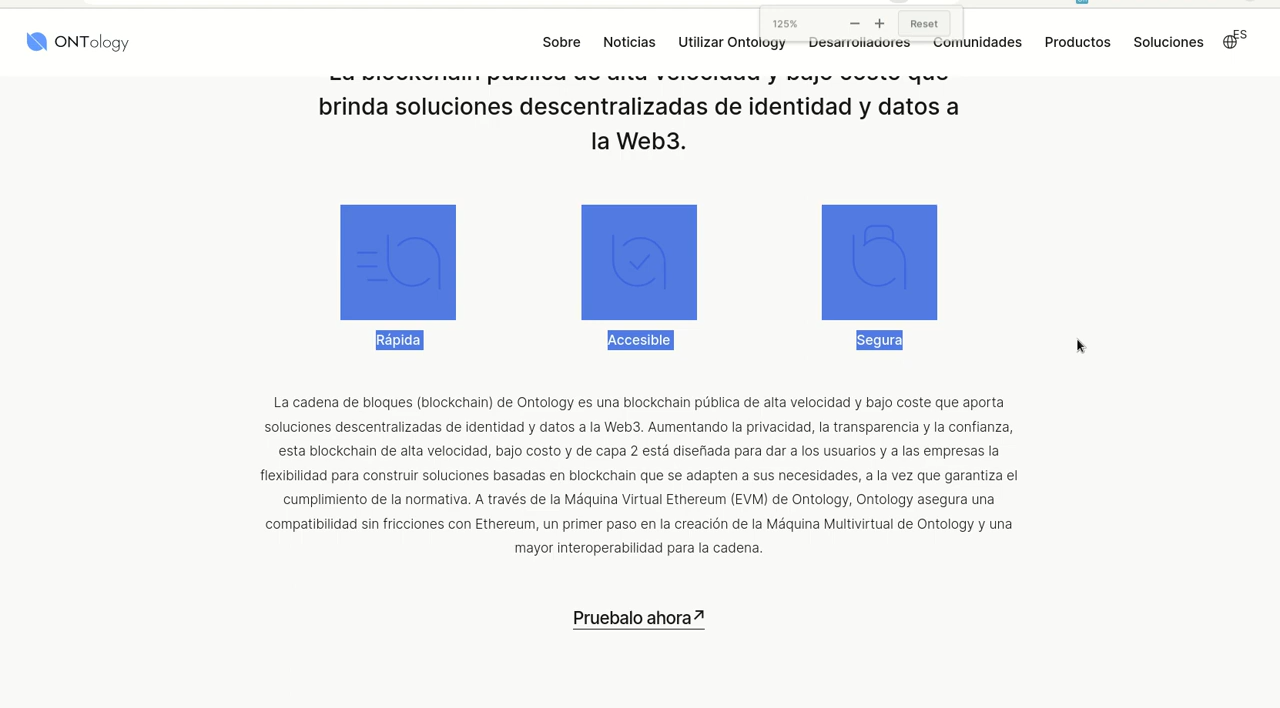 125%
Reset
ONTology
Sobre
Noticias
Utilizar Ontology
Desarrolladores
Comunidades
Productos
Soluciones
ES
La blockchain pública de alta velocidad y bajo costo que
brinda soluciones descentralizadas de identidad y datos a
la Web3.
Rápida
Accesible
Segura
La cadena de bloques (blockchain) de Ontology es una blockchain pública de alta velocidad y bajo coste que aporta
soluciones descentralizadas de identidad y datos a la Web3. Aumentando la privacidad, la transparencia y la confianza,
esta blockchain de alta velocidad, bajo costo y de capa 2 está diseñada para dar a los usuarios y a las empresas la
flexibilidad para construir soluciones basadas en blockchain que se adapten a sus necesidades, a la vez que garantiza el
cumplimiento de la normativa. A través de la Máquina Virtual Ethereum (EVM) de Ontology, Ontology asegura una
compatibilidad sin fricciones con Ethereum, un primer paso en la creación de la Máquina Multivirtual de Ontology y una
mayor interoperabilidad para la cadena.
Pruebalo ahora